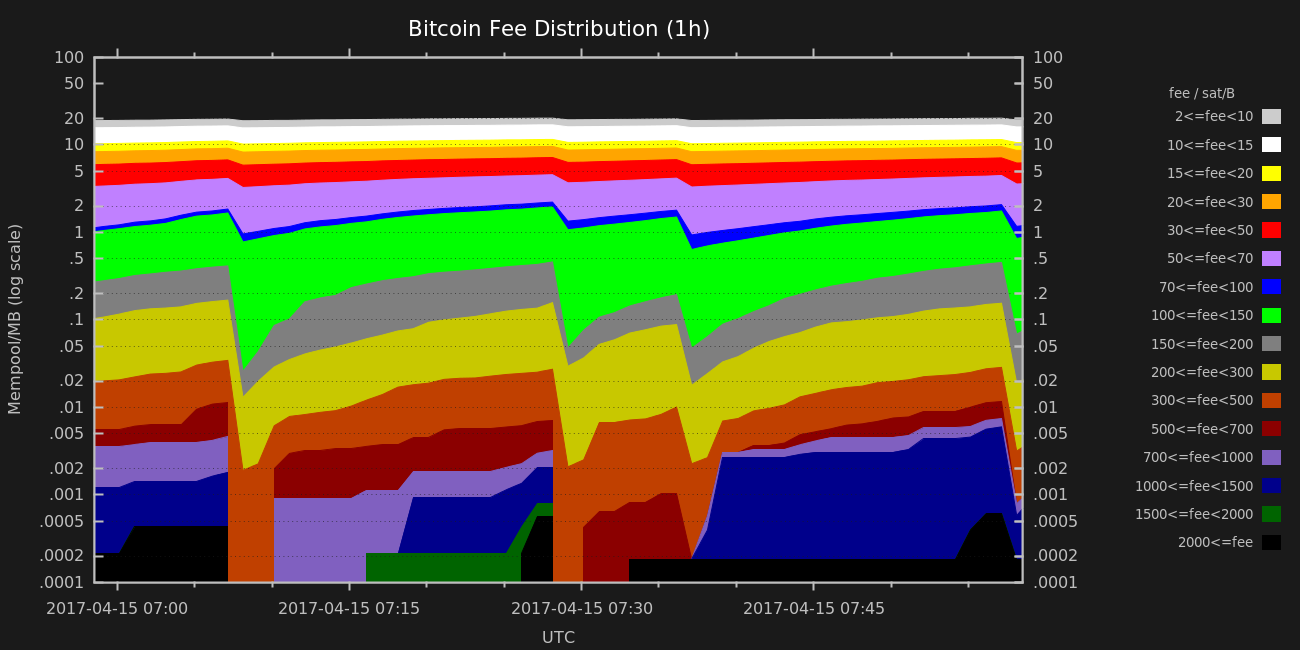 Bitcoin Fee Distribution (1h)
100 100
50 50
20 20
10 10
5 5
2 2
1 1
.5 .5
.2 .2
.1 .1
.05 .05
.02 .02
.01 .01
.005 .005
.002 .002
.001 .001
.0005 .0005
.0002 .0002
.0001 .0001
Mempool/MB (log scale)
2017-04-15 07:00 2017-04-15 07:15 2017-04-15 07:30 2017-04-15 07:45
UTC
fee / sat/B
2<=fee<10
10<=fee<15
15<=fee<20
20<=fee<30
30<=fee<50
50<=fee<70
70<=fee<100
100<=fee<150
150<=fee<200
200<=fee<300
300<=fee<500
500<=fee<700
700<=fee<1000
1000<=fee<1500
1500<=fee<2000
2000<=fee